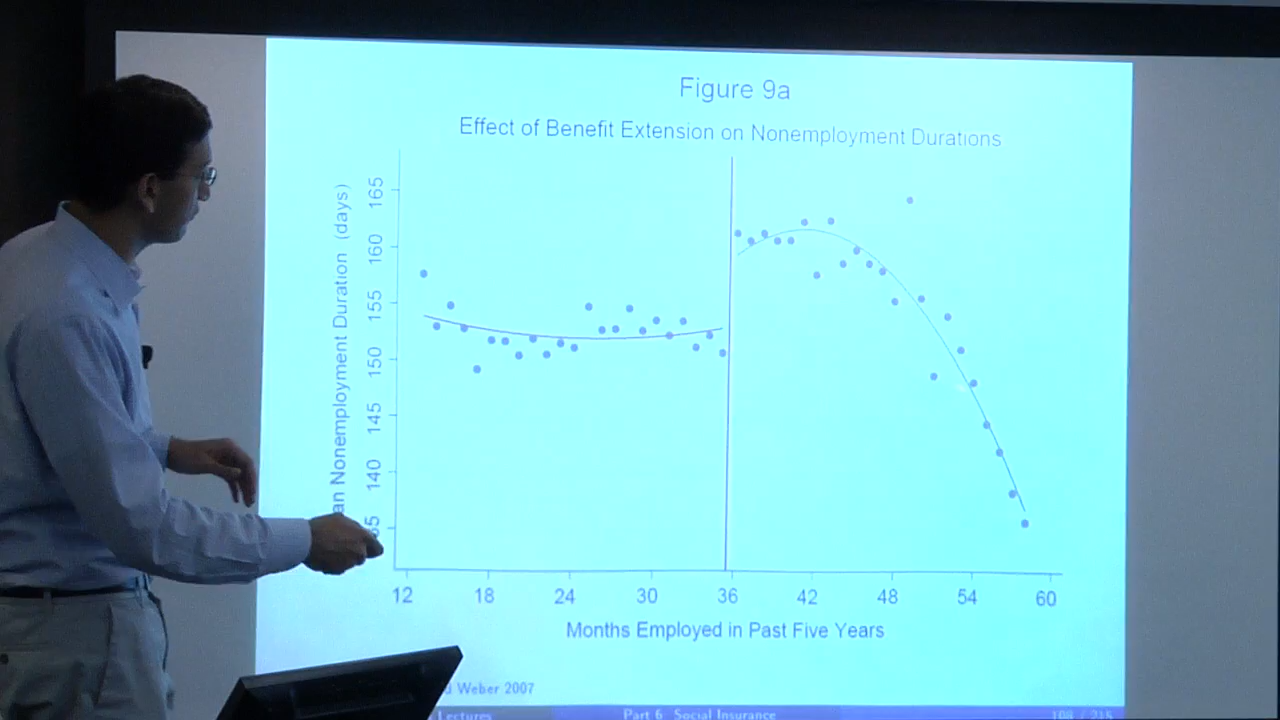 Figure 9a
Effect of Benefit Extension on Nonemployment Durations
Nonemployment Duration (days)
165
160
155
150
145
140
12 18 24 30 36 42 48 54 60
Months Employed in Past Five Years
Weber 2007
Lectures
Part 6 Social Insurance